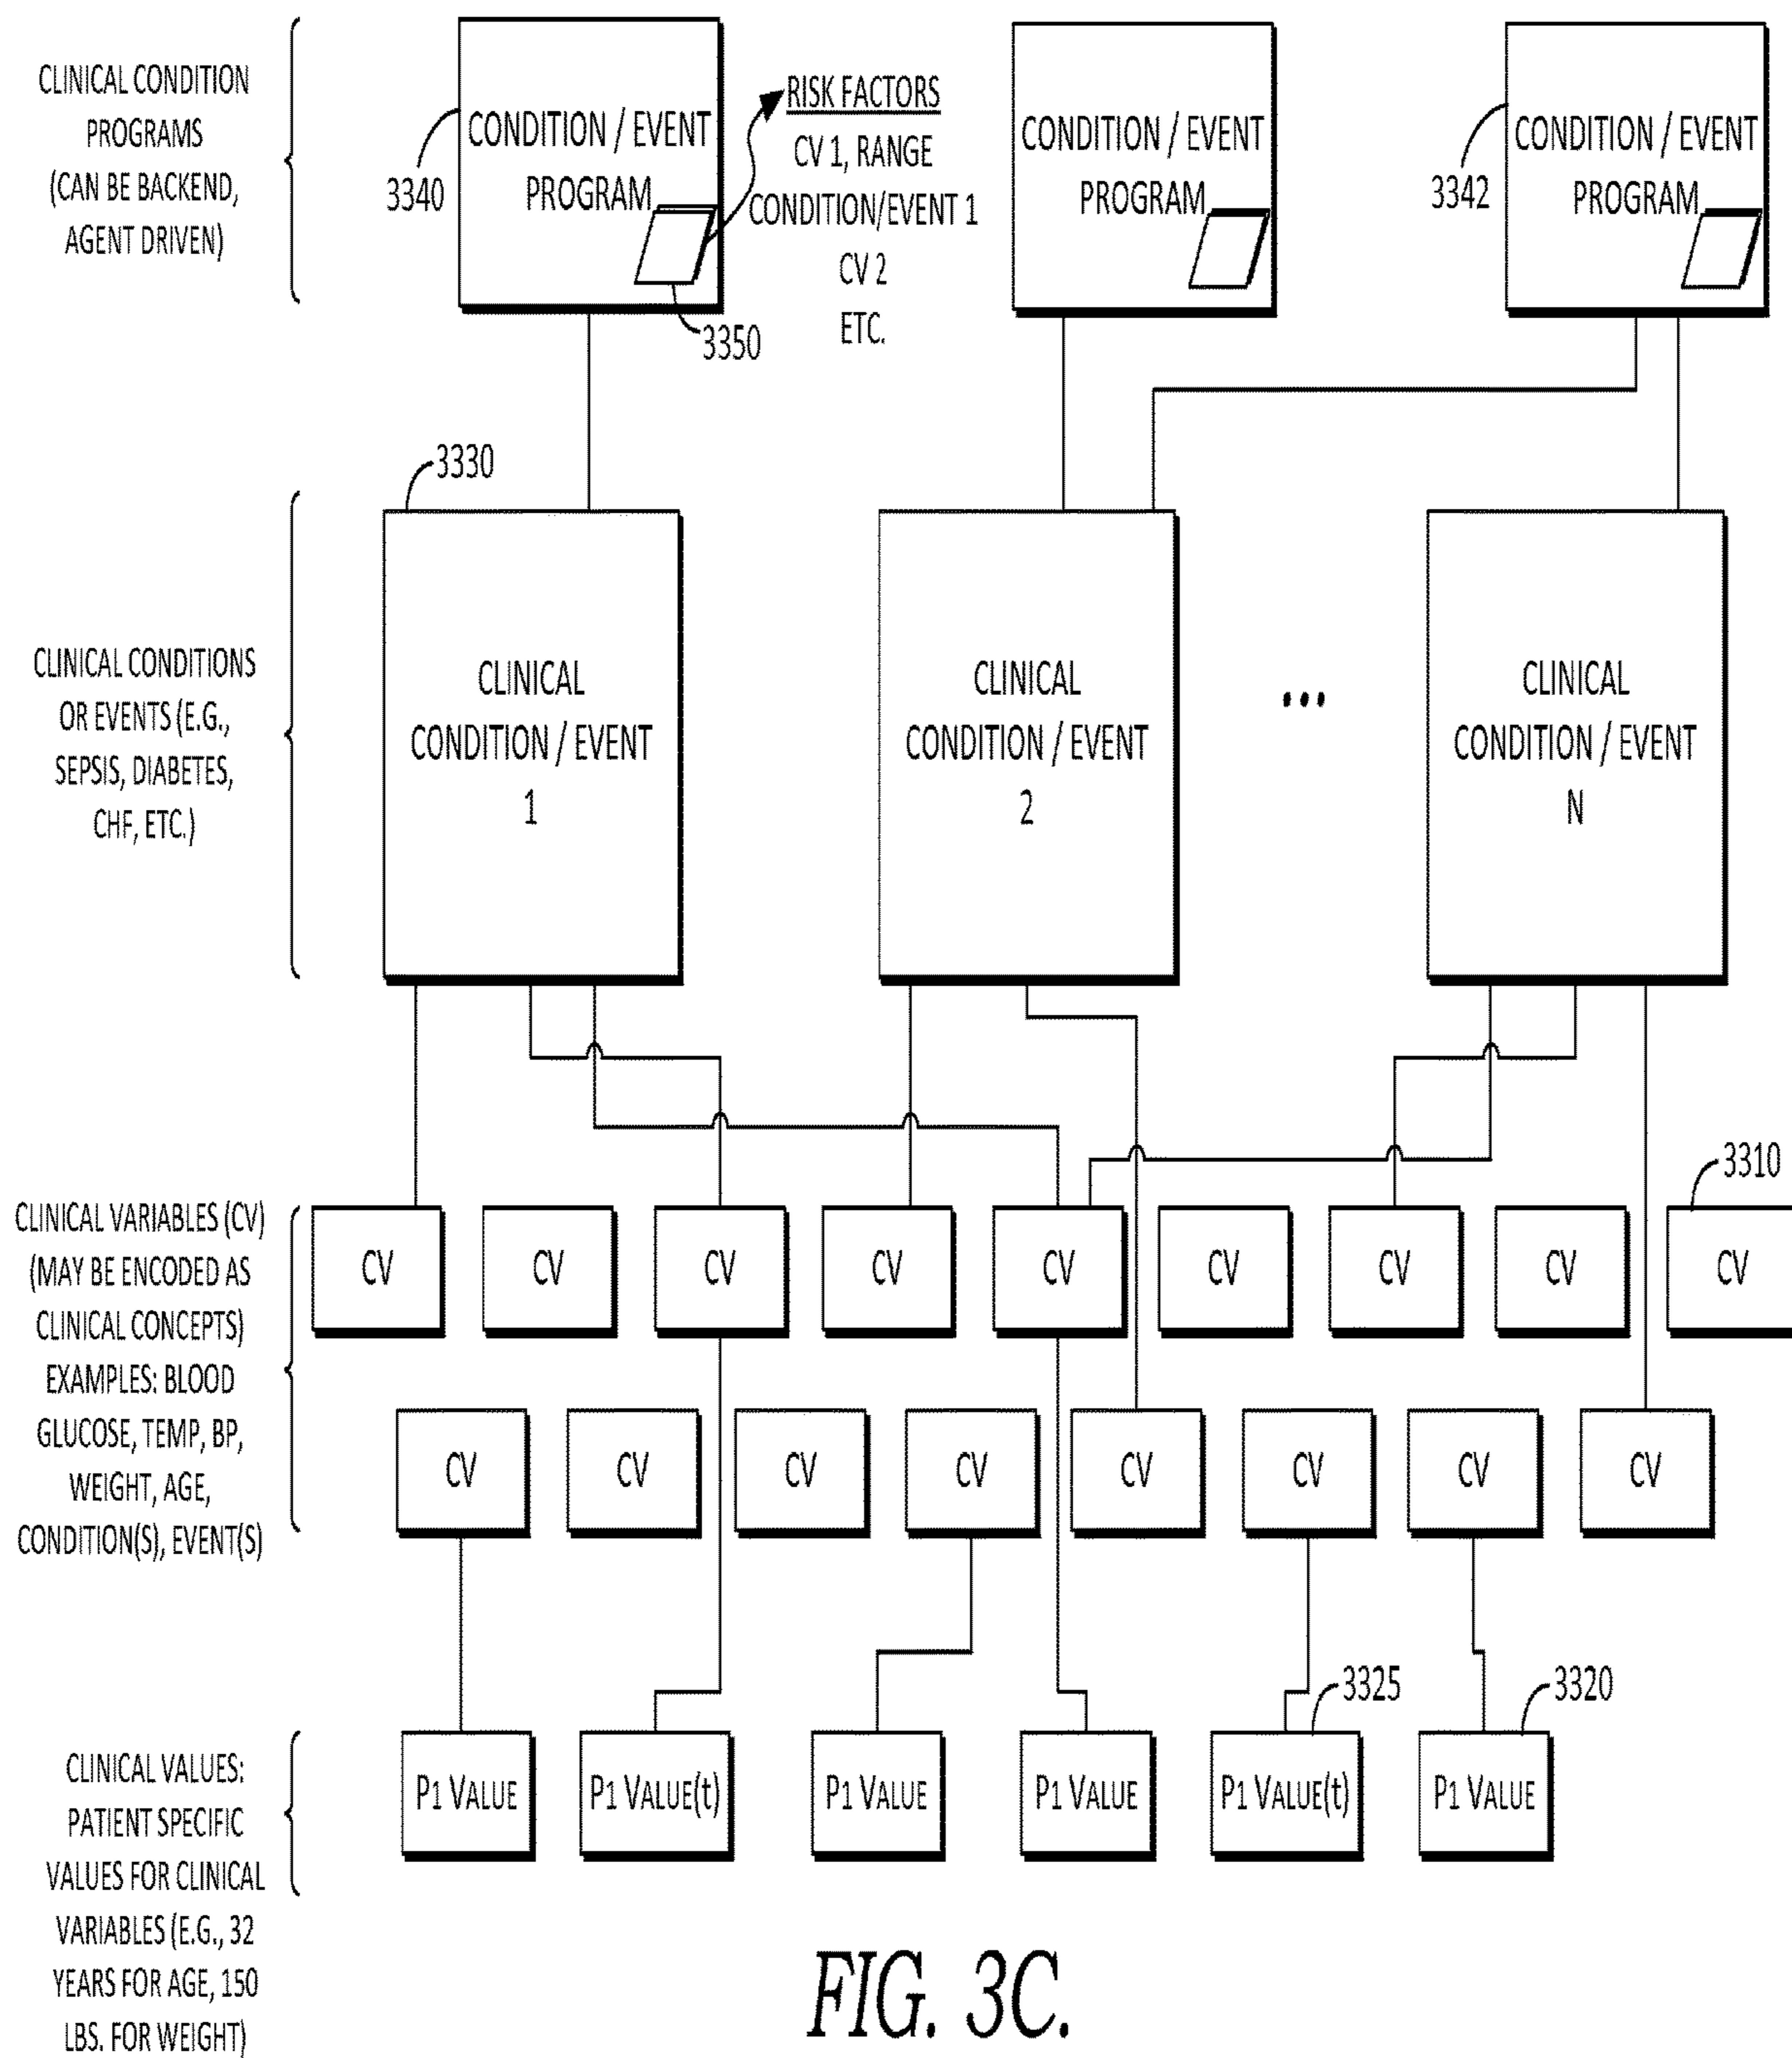 CLINICAL CONDITION
PROGRAMS
(CAN BE BACKEND,
AGENT DRIVEN)
3340
CONDITION / EVENT
PROGRAM
3350
RISK FACTORS
CV 1, RANGE
CONDITION/EVENT 1
CV 2
ETC.
CONDITION / EVENT
PROGRAM
3342
CONDITION / EVENT
PROGRAM
3330
CLINICAL CONDITIONS
OR EVENTS (E.G.,
SEPSIS, DIABETES,
CHF, ETC.)
CLINICAL
CONDITION / EVENT
1
CLINICAL
CONDITION / EVENT
2
...
CLINICAL
CONDITION / EVENT
N
3310
CLINICAL VARIABLES (CV)
(MAY BE ENCODED AS
CLINICAL CONCEPTS)
EXAMPLES: BLOOD
GLUCOSE, TEMP, BP,
WEIGHT, AGE,
CONDITION(S), EVENT(S)
CV CV CV CV CV CV CV CV CV
CV CV CV CV CV CV CV CV
3325
3320
CLINICAL VALUES:
PATIENT SPECIFIC
VALUES FOR CLINICAL
VARIABLES (E.G., 32
YEARS FOR AGE, 150
LBS. FOR WEIGHT)
P1 VALUE P1 VALUE(t) P1 VALUE P1 VALUE P1 VALUE(t) P1 VALUE
FIG. 3C.